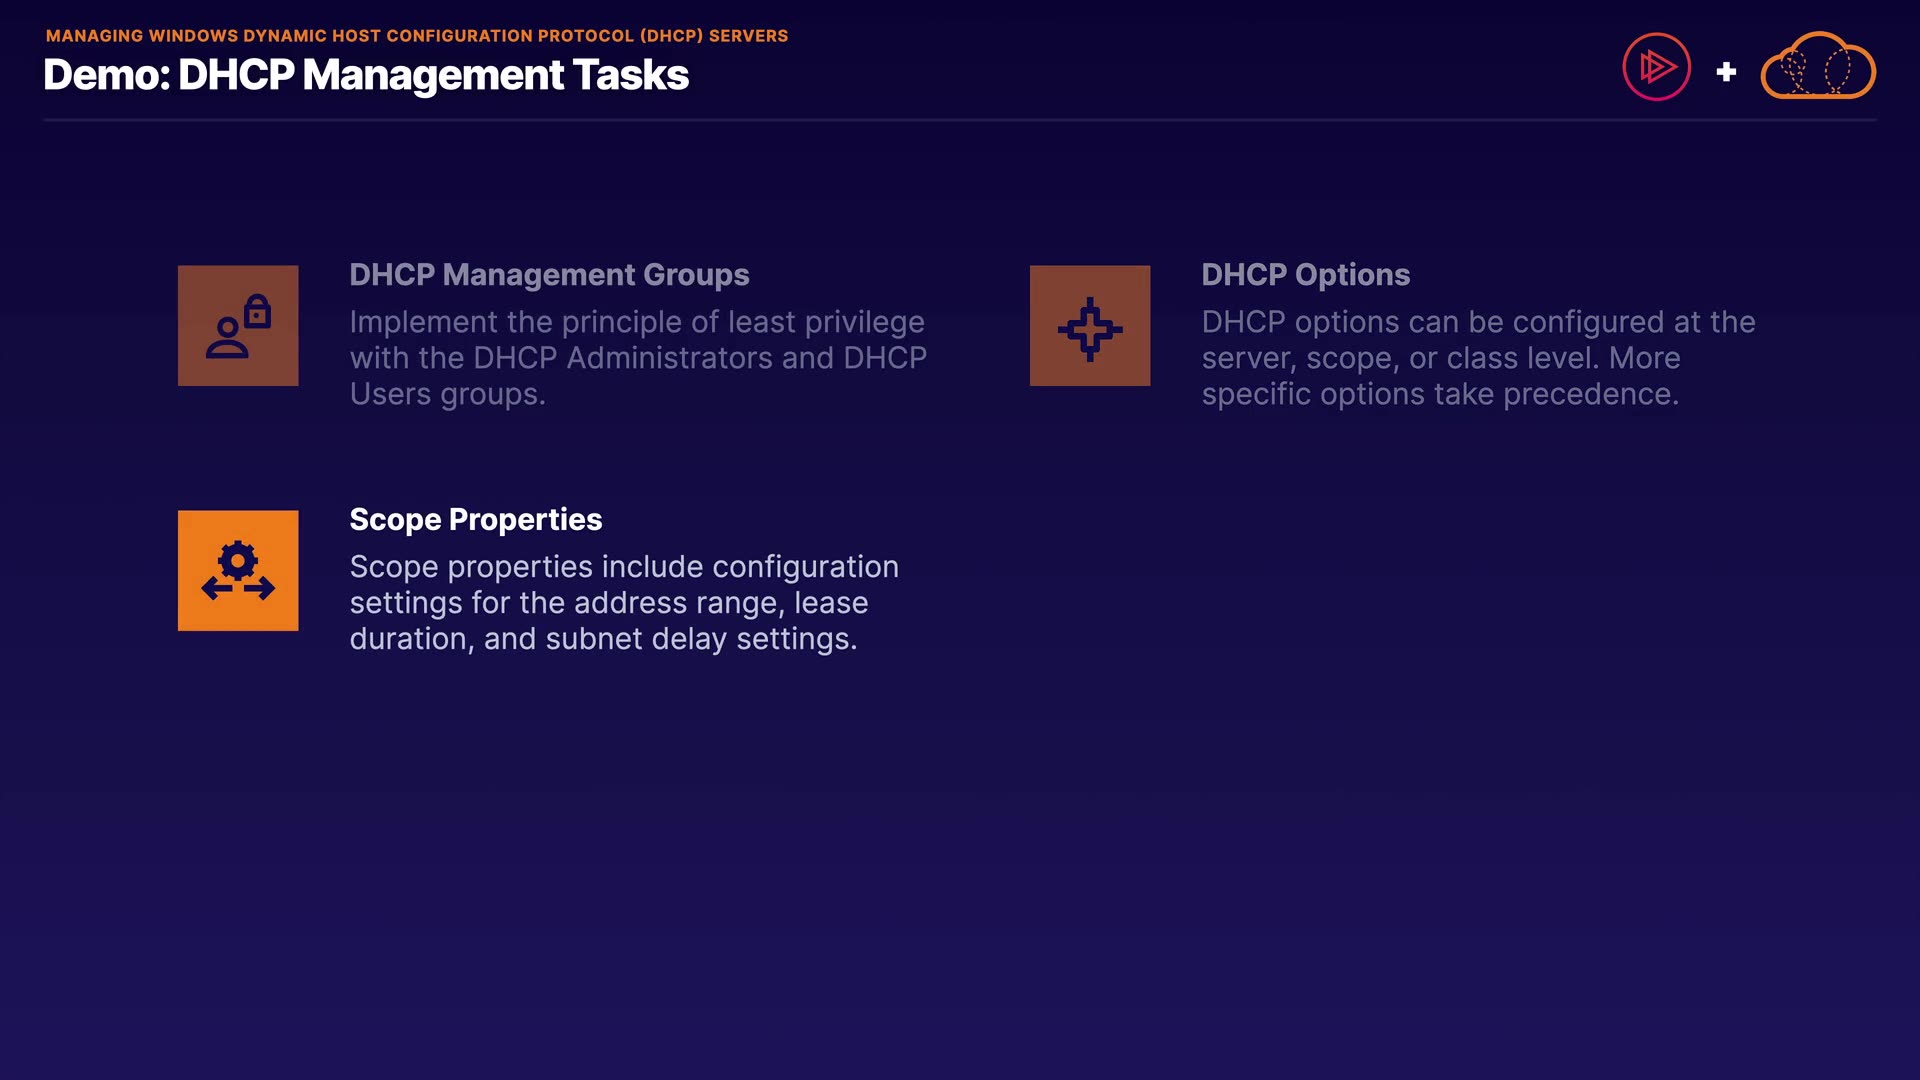 MANAGING WINDOWS DYNAMIC HOST CONFIGURATION PROTOCOL (DHCP) SERVERS
Demo: DHCP Management Tasks
DHCP Management Groups
Implement the principle of least privilege
with the DHCP Administrators and DHCP
Users groups.
DHCP Options
DHCP options can be configured at the
server, scope, or class level. More
specific options take precedence.
Scope Properties
Scope properties include configuration
settings for the address range, lease
duration, and subnet delay settings.